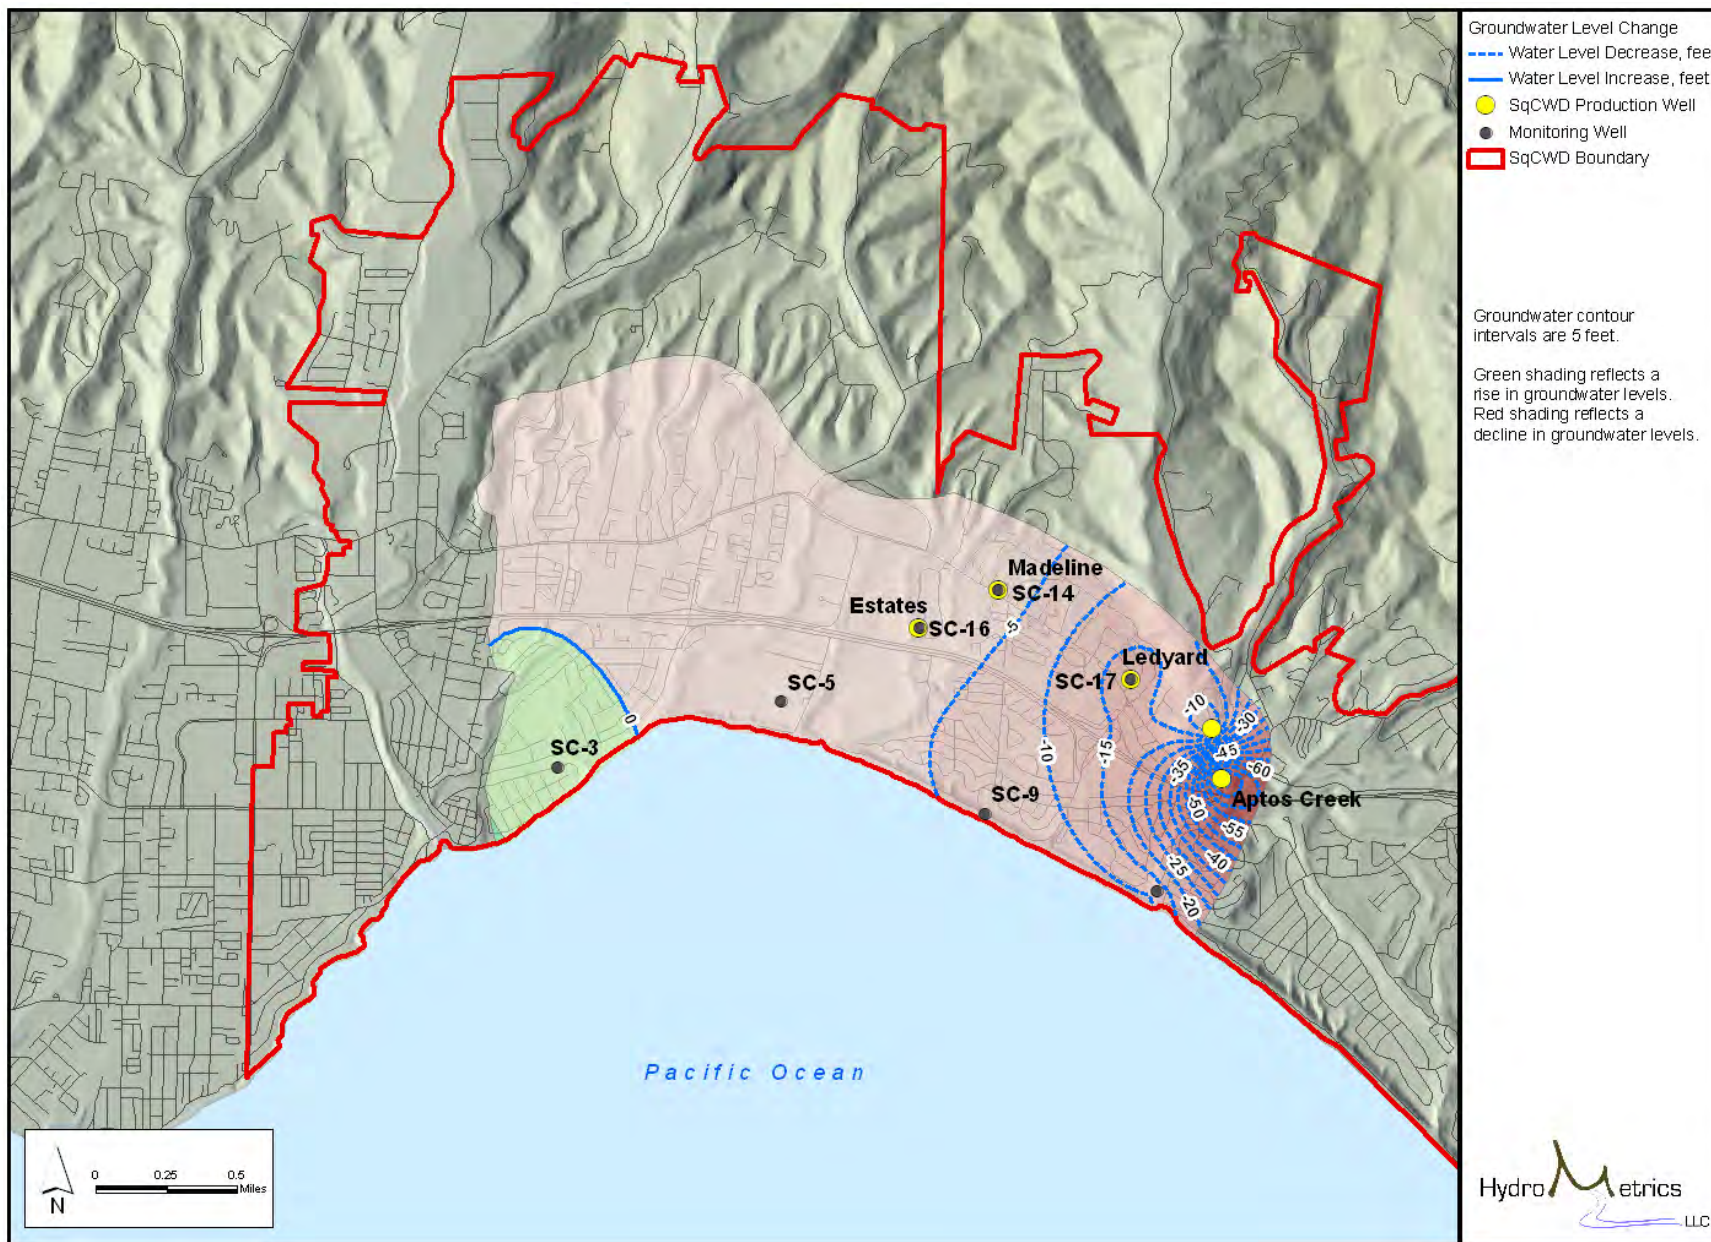 Groundwater Level Change
Water Level Decrease, feet
Water Level Increase, feet
SqCWD Production Well
Monitoring Well
SqCWD Boundary
Groundwater contour
intervals are 5 feet.
Green shading reflects a
rise in groundwater levels.
Red shading reflects a
decline in groundwater levels.
Madeline
SC-14
Estates
SC-16
-5
Ledyard
SC-17
SC-5
-10
-30
0
-10
-15
-45
SC-3
-35
-60
Aptos Creek
SC-9
-50
-55
-25
-40
-20
Pacific Ocean
0 0.25 0.5
Miles
N
HydroMetrics
LLC